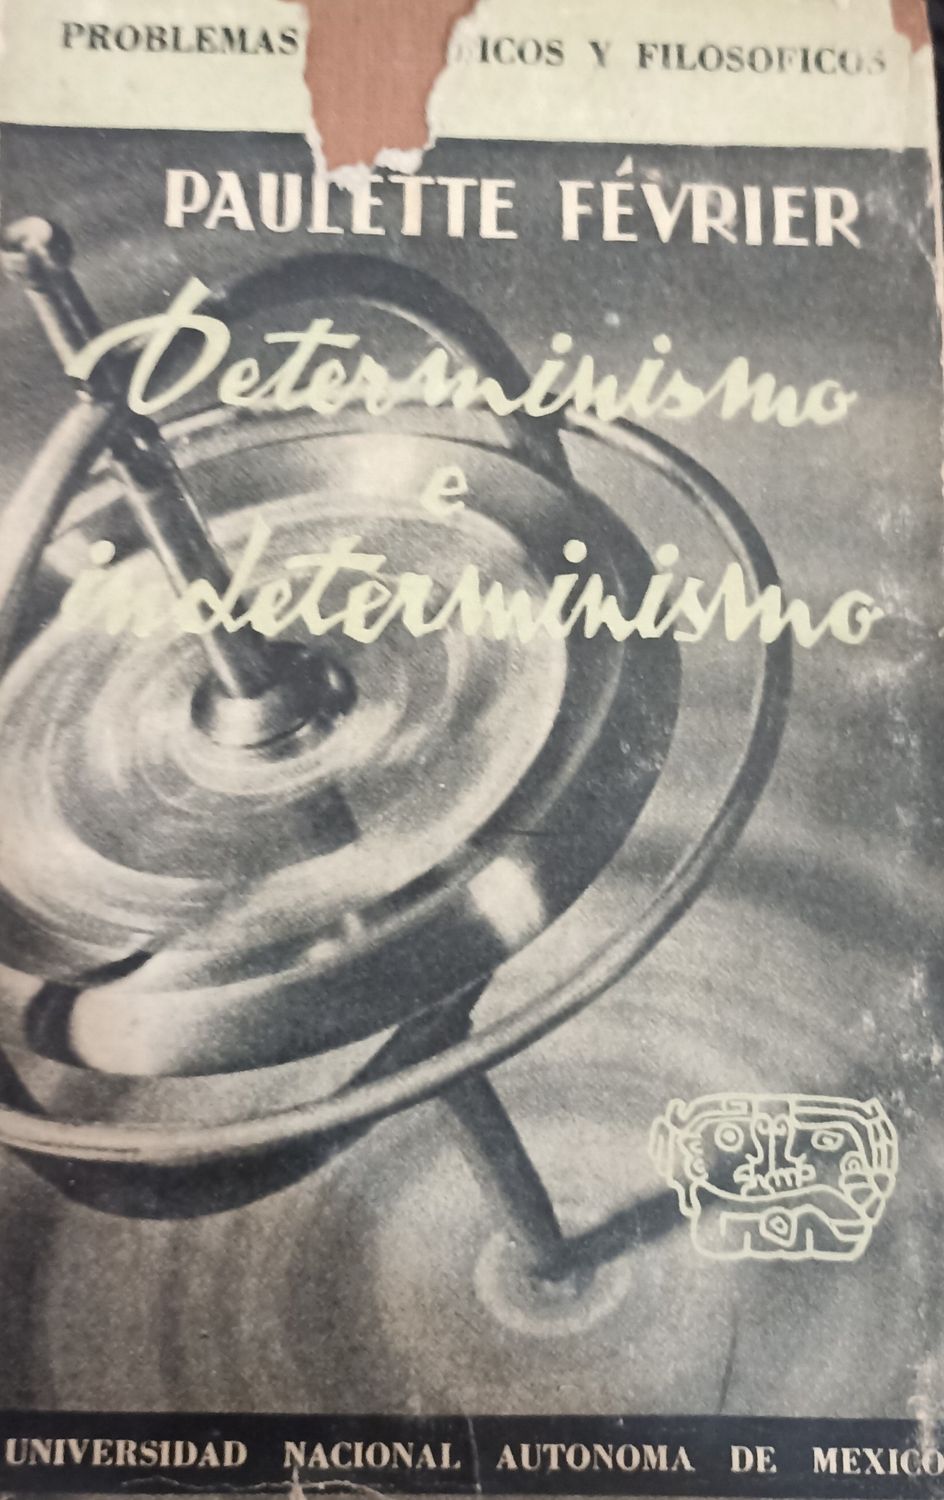 PROBLEMAS ICOS Y FILOSOFICOS
PAULETTE FÉVRIER
Determinismo
e
indeterminismo
UNIVERSIDAD NACIONAL AUTONOMA DE MEXICO